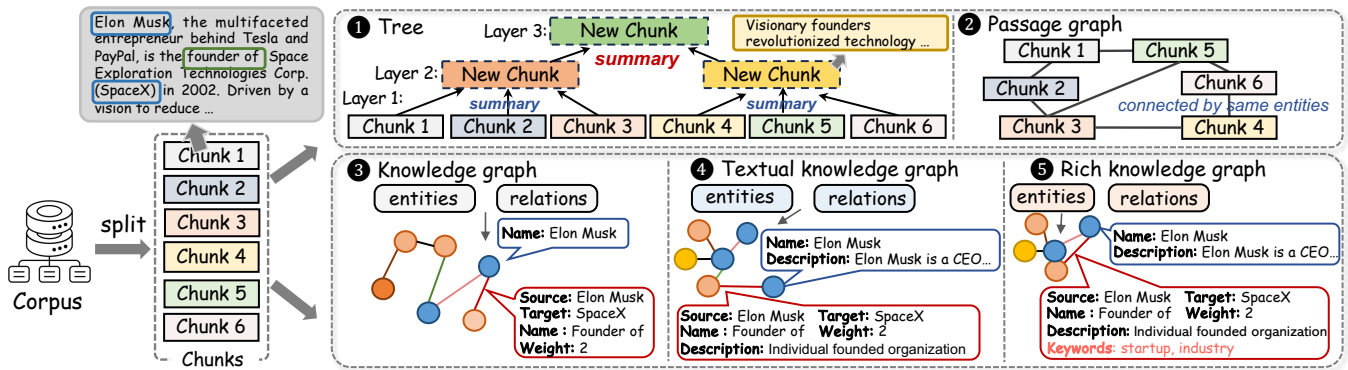 Elon Musk, the multifaceted
entrepreneur behind Tesla and
PayPal, is the founder of Space
Exploration Technologies Corp.
(SpaceX) in 2002. Driven by a
vision to reduce ...
Corpus
split
Chunk 1
Chunk 2
Chunk 3
Chunk 4
Chunk 5
Chunk 6
Chunks
❶ Tree
Layer 3:
New Chunk
Visionary founders
revolutionized technology ...
summary
Layer 2:
New Chunk
New Chunk
Layer 1:
summary
summary
Chunk 1
Chunk 2
Chunk 3
Chunk 4
Chunk 5
Chunk 6
❷ Passage graph
Chunk 1
Chunk 5
Chunk 2
Chunk 6
connected by same entities
Chunk 3
Chunk 4
❸ Knowledge graph
entities
relations
Name: Elon Musk
Source: Elon Musk
Target: SpaceX
Name : Founder of
Weight: 2
❹ Textual knowledge graph
entities
relations
Name: Elon Musk
Description: Elon Musk is a CEO...
Source: Elon Musk Target: SpaceX
Name : Founder of Weight: 2
Description: Individual founded organization
❺ Rich knowledge graph
entities
relations
Name: Elon Musk
Description: Elon Musk is a CEO...
Source: Elon Musk Target: SpaceX
Name : Founder of Weight: 2
Description: Individual founded organization
Keywords: startup, industry